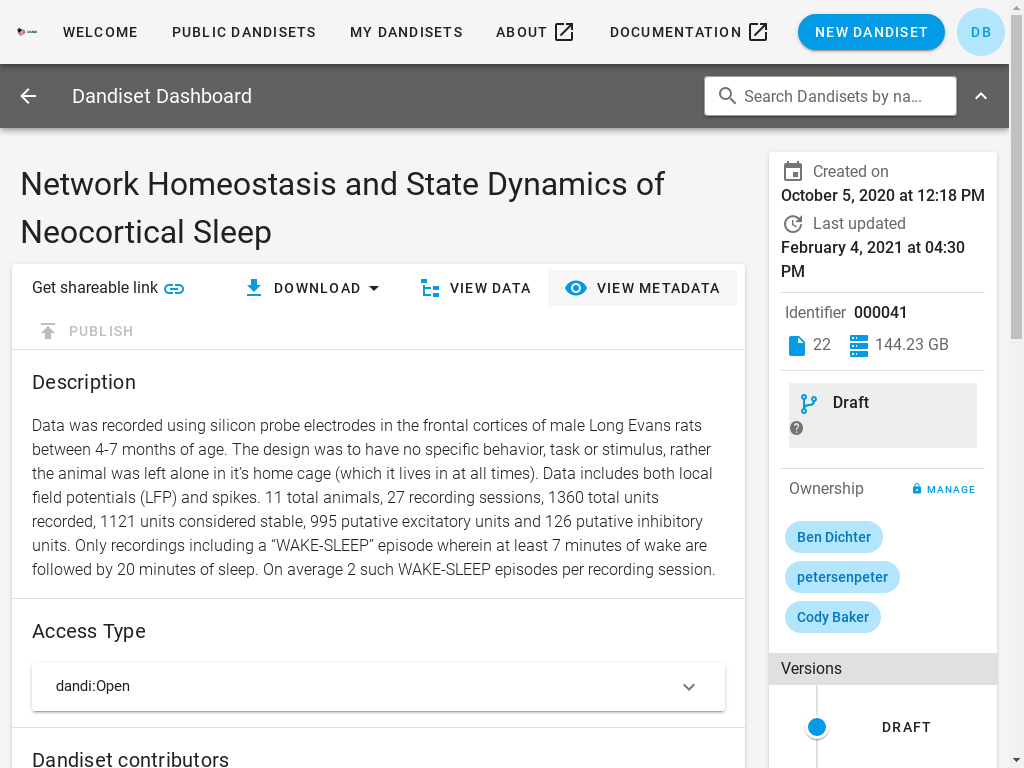 WELCOME PUBLIC DANDISETS MY DANDISETS ABOUT DOCUMENTATION NEW DANDISET DB
Dandiset Dashboard Search Dandisets by na...
Network Homeostasis and State Dynamics of
Neocortical Sleep
Get shareable link DOWNLOAD VIEW DATA VIEW METADATA
PUBLISH
Description
Data was recorded using silicon probe electrodes in the frontal cortices of male Long Evans rats
between 4-7 months of age. The design was to have no specific behavior, task or stimulus, rather
the animal was left alone in it’s home cage (which it lives in at all times). Data includes both local
field potentials (LFP) and spikes. 11 total animals, 27 recording sessions, 1360 total units
recorded, 1121 units considered stable, 995 putative excitatory units and 126 putative inhibitory
units. Only recordings including a “WAKE-SLEEP” episode wherein at least 7 minutes of wake are
followed by 20 minutes of sleep. On average 2 such WAKE-SLEEP episodes per recording session.
Access Type
dandi:Open
Dandiset contributors
Created on
October 5, 2020 at 12:18 PM
Last updated
February 4, 2021 at 04:30
PM
Identifier 000041
22 144.23 GB
Draft
Ownership MANAGE
Ben Dichter
petersenpeter
Cody Baker
Versions
DRAFT